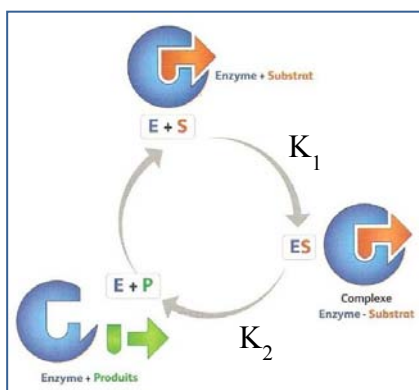 Enzyme + Substrat
E + S
K1
ES
Complexe
Enzyme - Substrat
E + P
K2
Enzyme + Produits